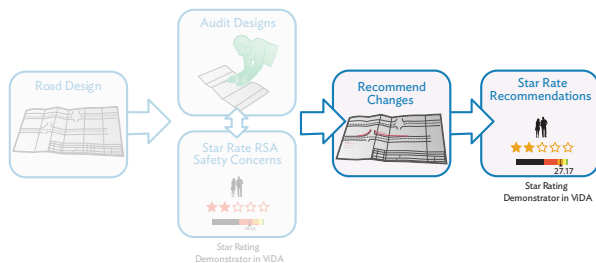 Road Design
Audit Designs
Star Rate RSA
Safety Concerns
Star Rating
Demonstrator in ViDA
Recommend
Changes
Star Rate
Recommendations
27.17
Star Rating
Demonstrator in ViDA